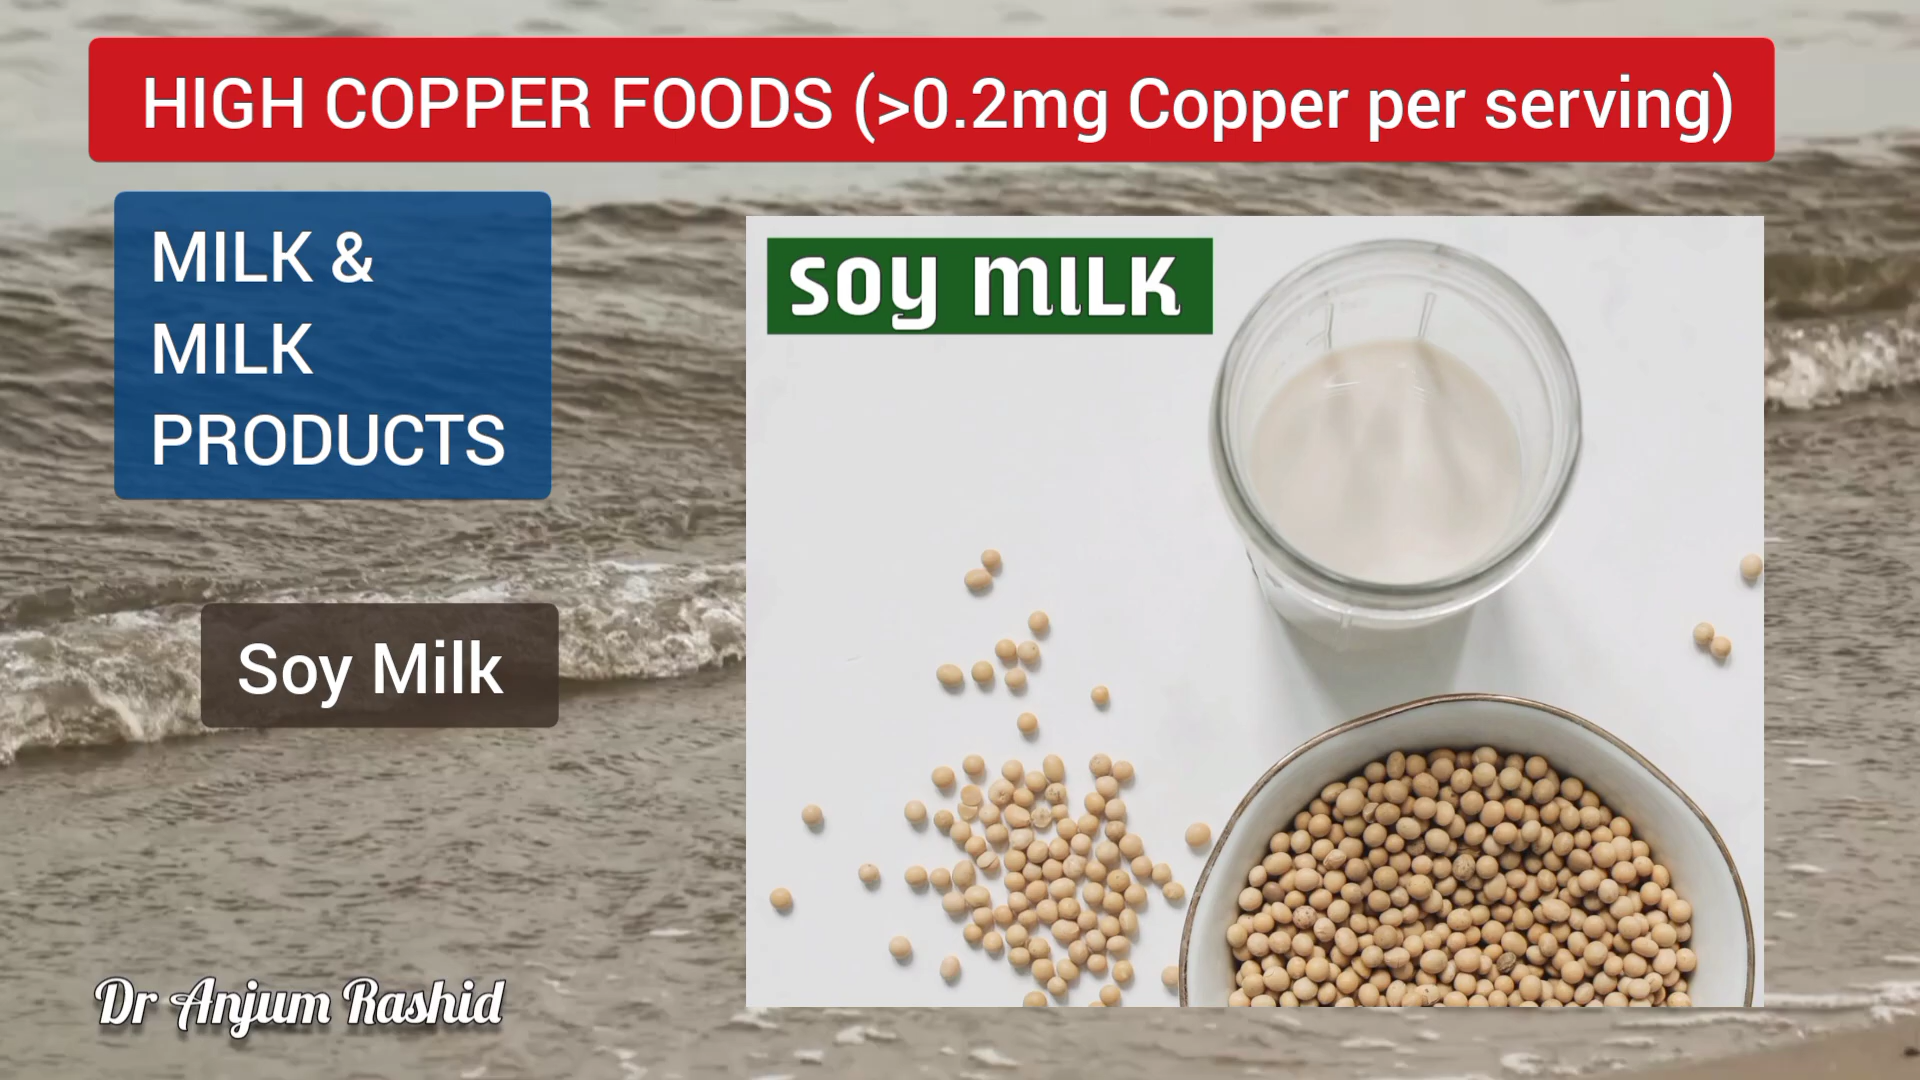 HIGH COPPER FOODS (>0.2mg Copper per serving)
MILK &
MILK
PRODUCTS
SOY MILK
Soy Milk
Dr Anjum Rashid